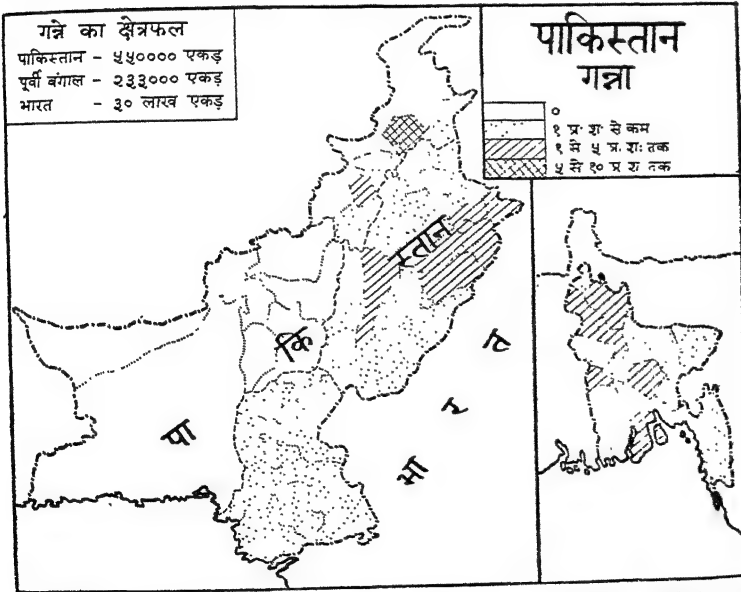 गन्ने का क्षेत्रफल
पाकिस्तान - ५५०००० एकड़
पूर्वी बंगाल - २३३००० एकड़
भारत - ३० लाख एकड़
पाकिस्तान
गन्ना
०
१ प्र. श. से कम
१ से ५ प्र. श. तक
५ से १० प्र श तक
पा
कि
स्तान
भा
र
त